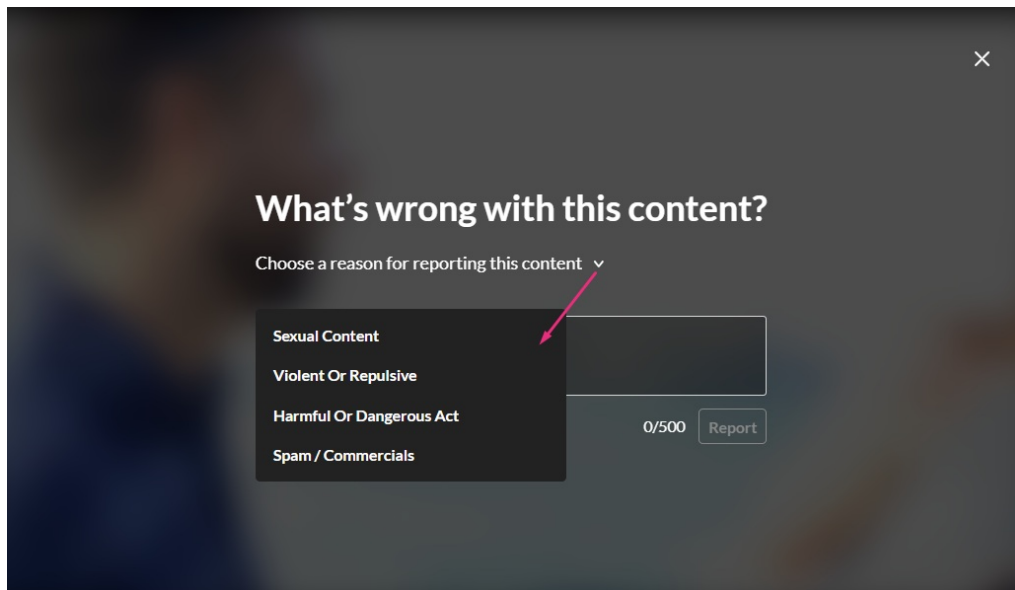 What's wrong with this content?
Choose a reason for reporting this content
Sexual Content
Violent Or Repulsive
Harmful Or Dangerous Act
Spam / Commercials
0/500 Report